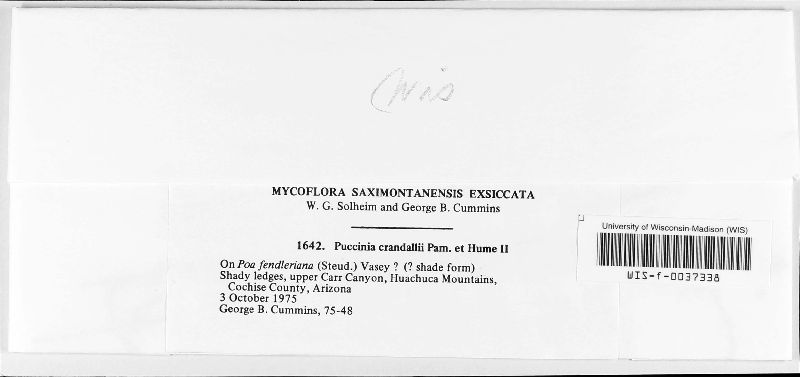 Wis
MYCOFLORA SAXIMONTANENSIS EXSICCATA
W. G. Solheim and George B. Cummins
1642. Puccinia crandallii Pam. et Hume II
On Poa fendleriana (Steud.) Vasey ? (? shade form)
Shady ledges, upper Carr Canyon, Huachuca Mountains,
Cochise County, Arizona
3 October 1975
George B. Cummins, 75-48
University of Wisconsin-Madison (WIS)
WIS-f-0037338